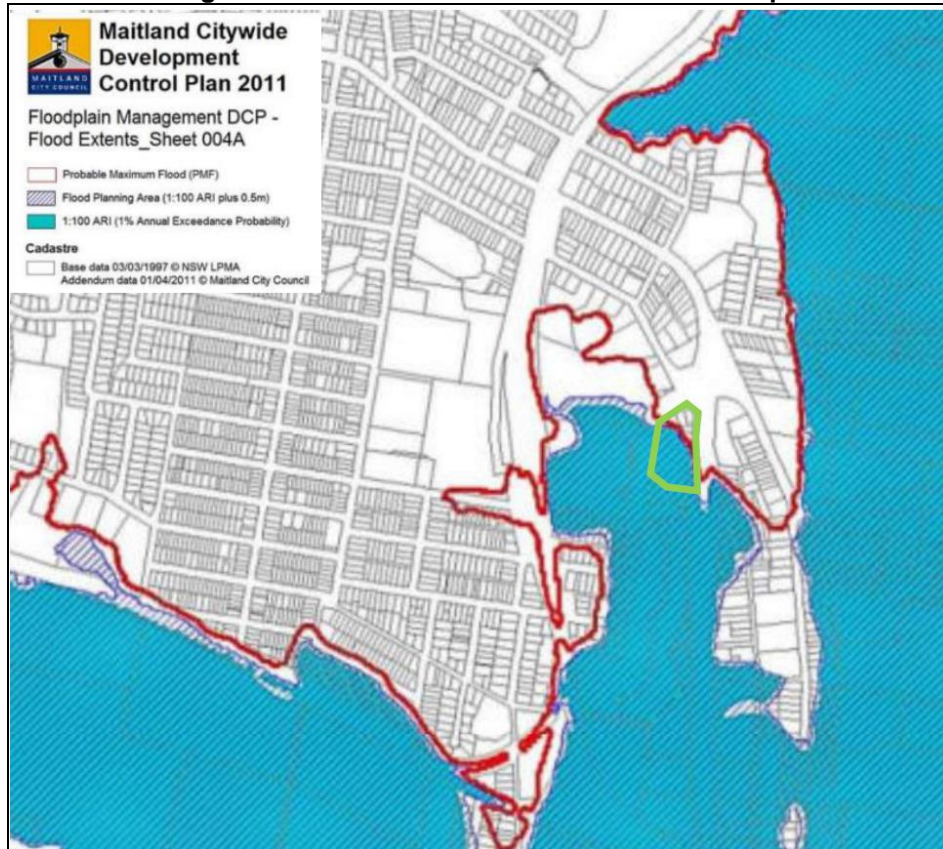 MAITLAND
CITY COUNCIL
Maitland Citywide
Development
Control Plan 2011
Floodplain Management DCP -
Flood Extents_Sheet 004A
Probable Maximum Flood (PMF)
Flood Planning Area (1:100 ARI plus 0.5m)
1:100 ARI (1% Annual Exceedance Probability)
Cadastre
Base data 03/03/1997 © NSW LPMA
Addendum data 01/04/2011 © Maitland City Council